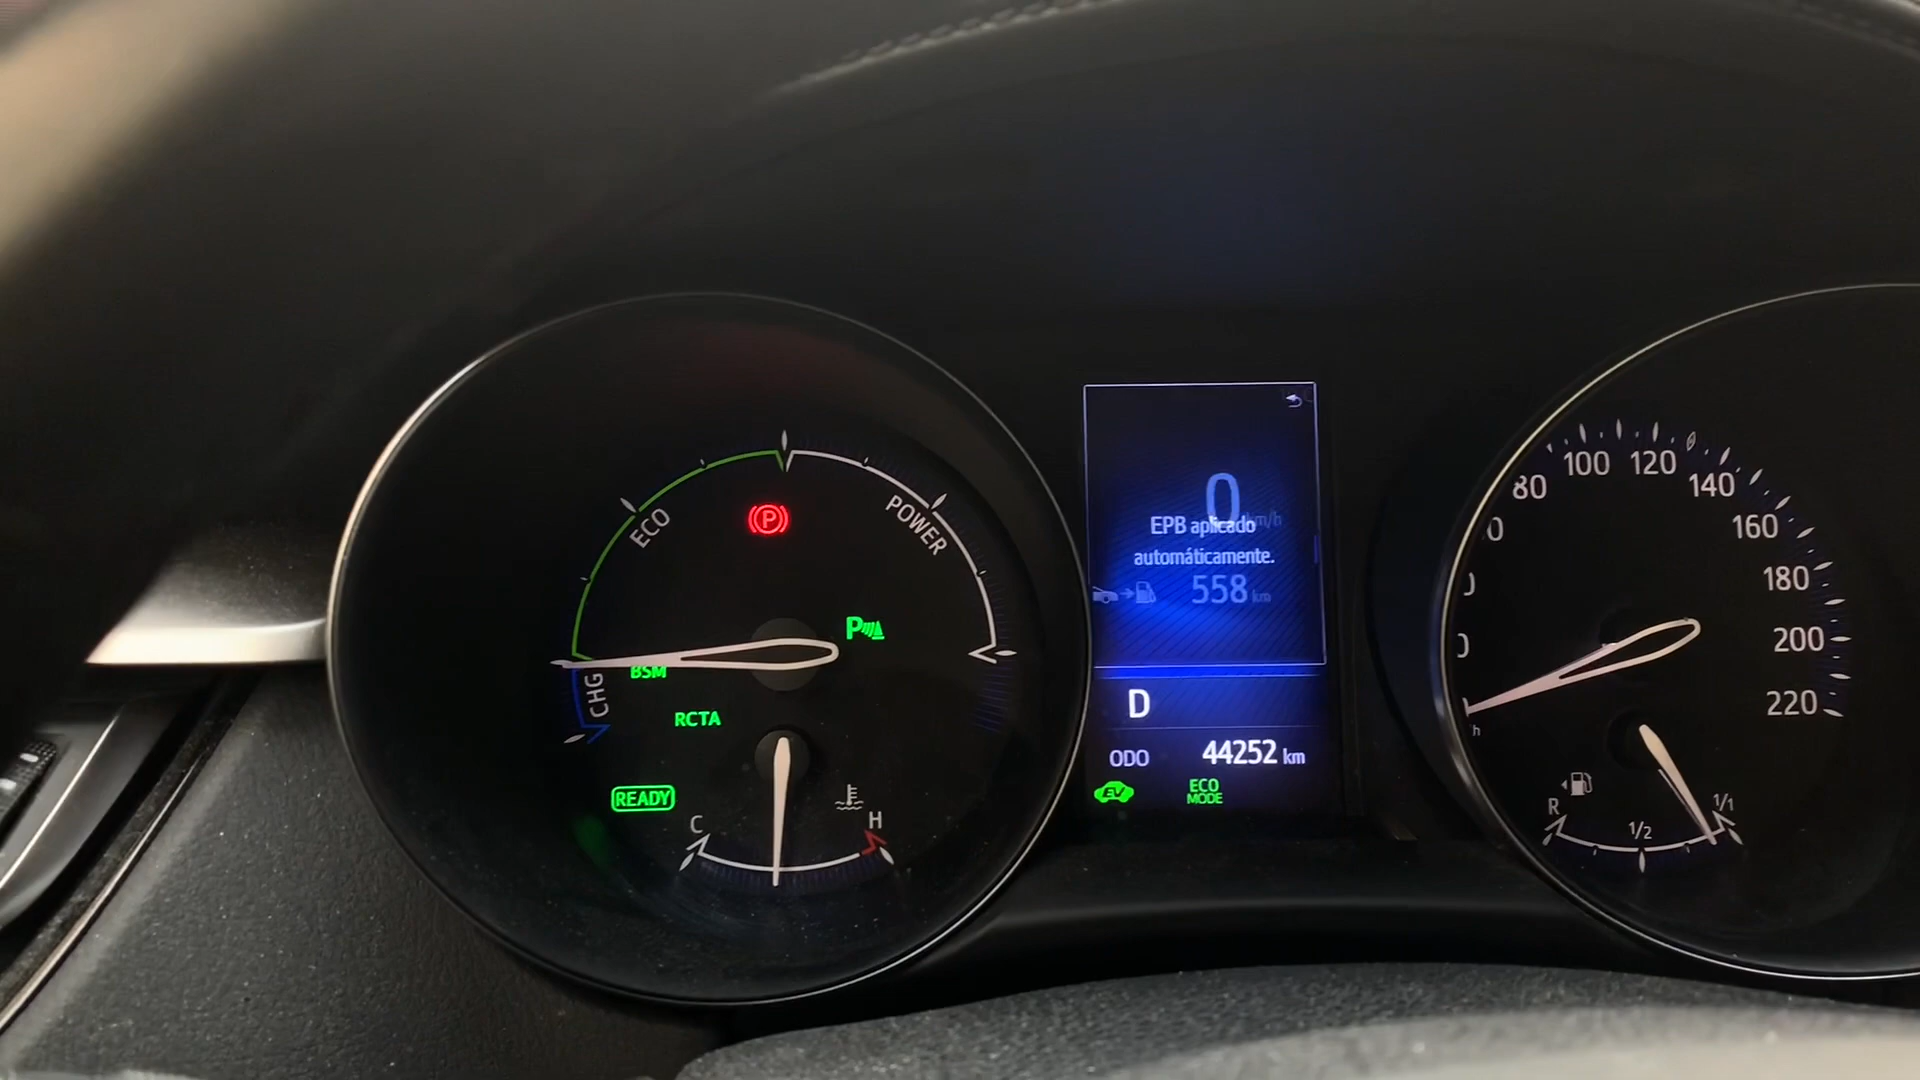 ECO
POWER
CHG
BSM
RCTA
READY
C
H
0 km/h
EPB aplicado
automáticamente.
558 km
D
ODO 44252 km
EV
ECO
MODE
80
100
120
140
160
180
200
220
R
1/2
1/1
P
P